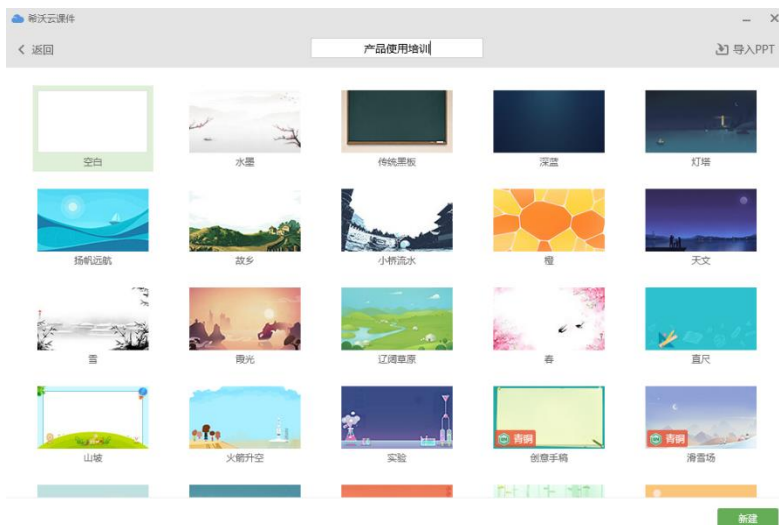 希沃云课件
返回
产品使用培训
导入PPT
空白
水墨
传统黑板
深蓝
灯塔
扬帆远航
故乡
小桥流水
橙
天文
雪
霞光
辽阔草原
春
直尺
山坡
火箭升空
实验
青铜
创意手稿
青铜
滑雪场
新建